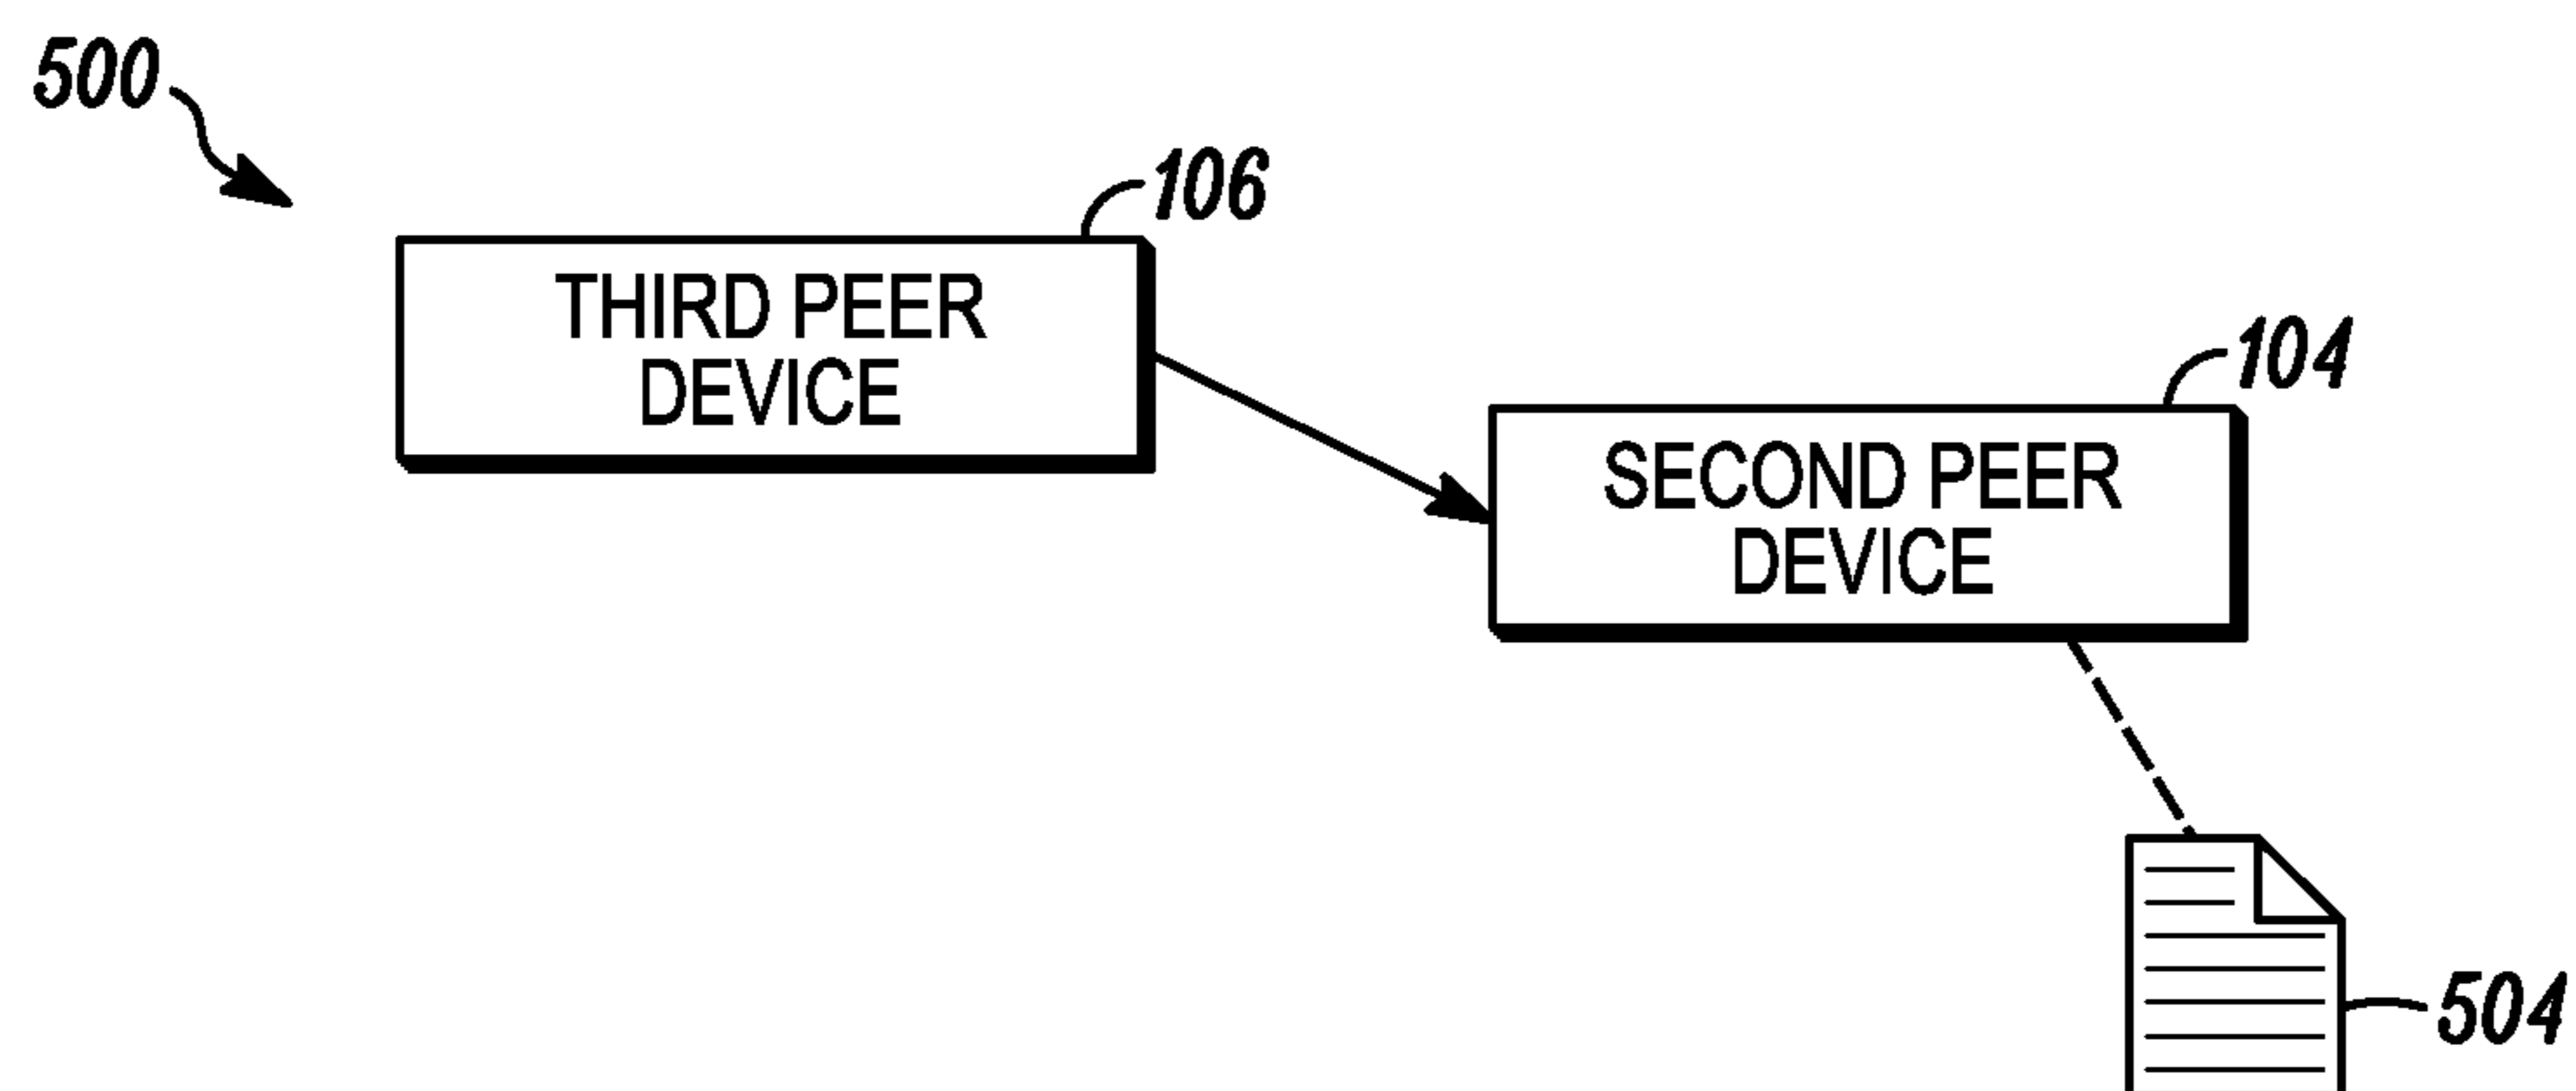 500
106
THIRD PEER
DEVICE
104
SECOND PEER
DEVICE
504